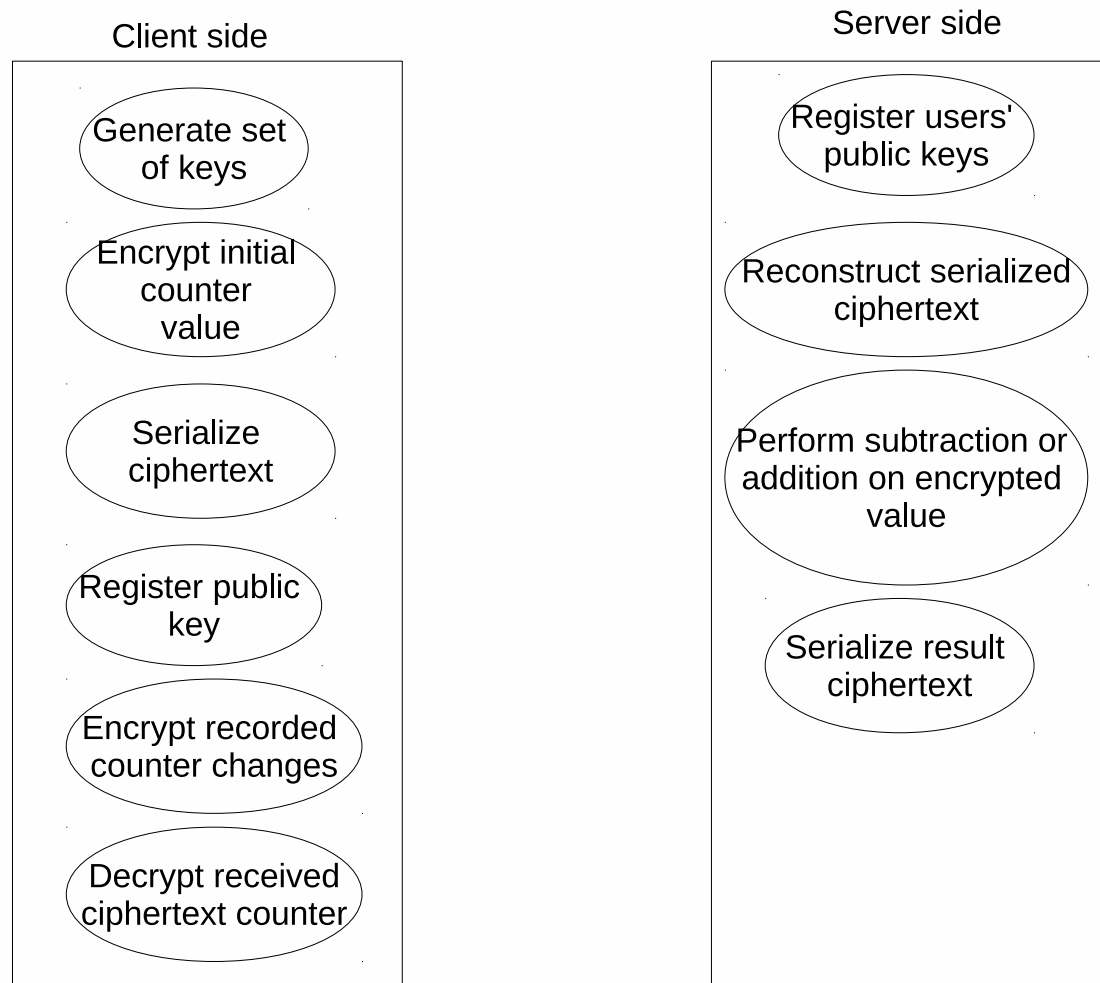 Client side
Generate set
of keys
Encrypt initial
counter
value
Serialize
ciphertext
Register public
key
Encrypt recorded
counter changes
Decrypt received
ciphertext counter
Server side
Register users'
public keys
Reconstruct serialized
ciphertext
Perform subtraction or
addition on encrypted
value
Serialize result
ciphertext